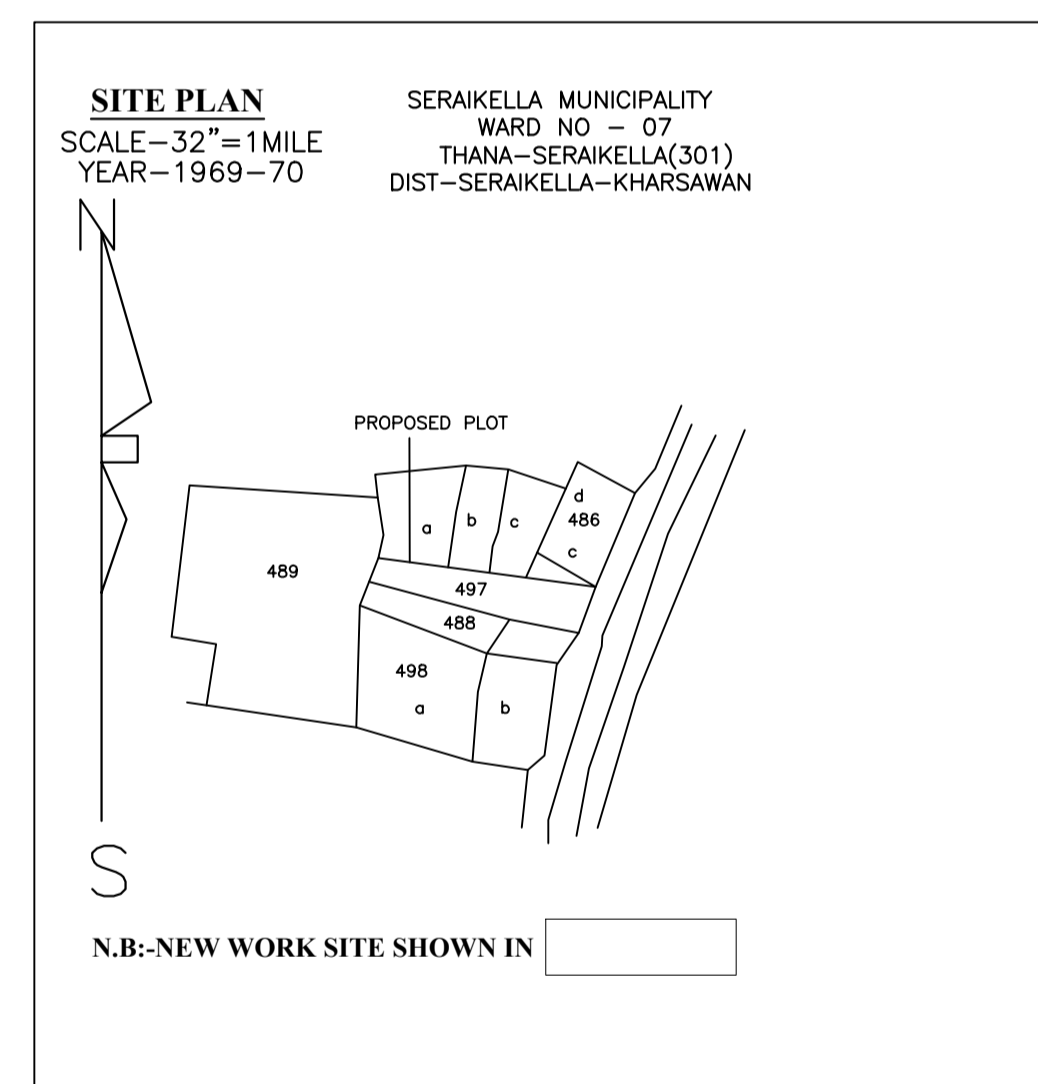 SITE PLAN
SCALE-32"=1MILE
YEAR-1969-70
SERAIKELLA MUNICIPALITY
WARD NO - 07
THANA-SERAIKELLA(301)
DIST-SERAIKELLA-KHARSAWAN
N
PROPOSED PLOT
d
a
b
c
486
c
489
497
488
498
a
b
S
N.B:-NEW WORK SITE SHOWN IN